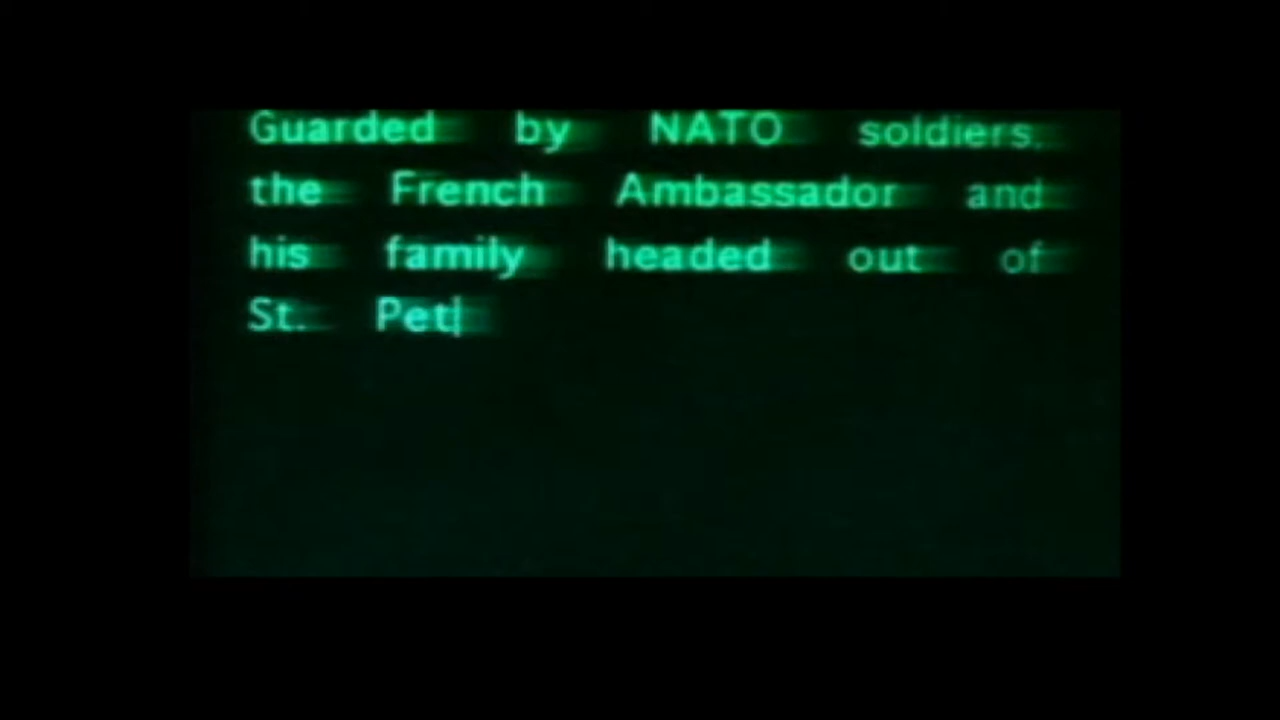 Guarded by NATO soldiers.
the French Ambassador and
his family headed out of
St. Pet